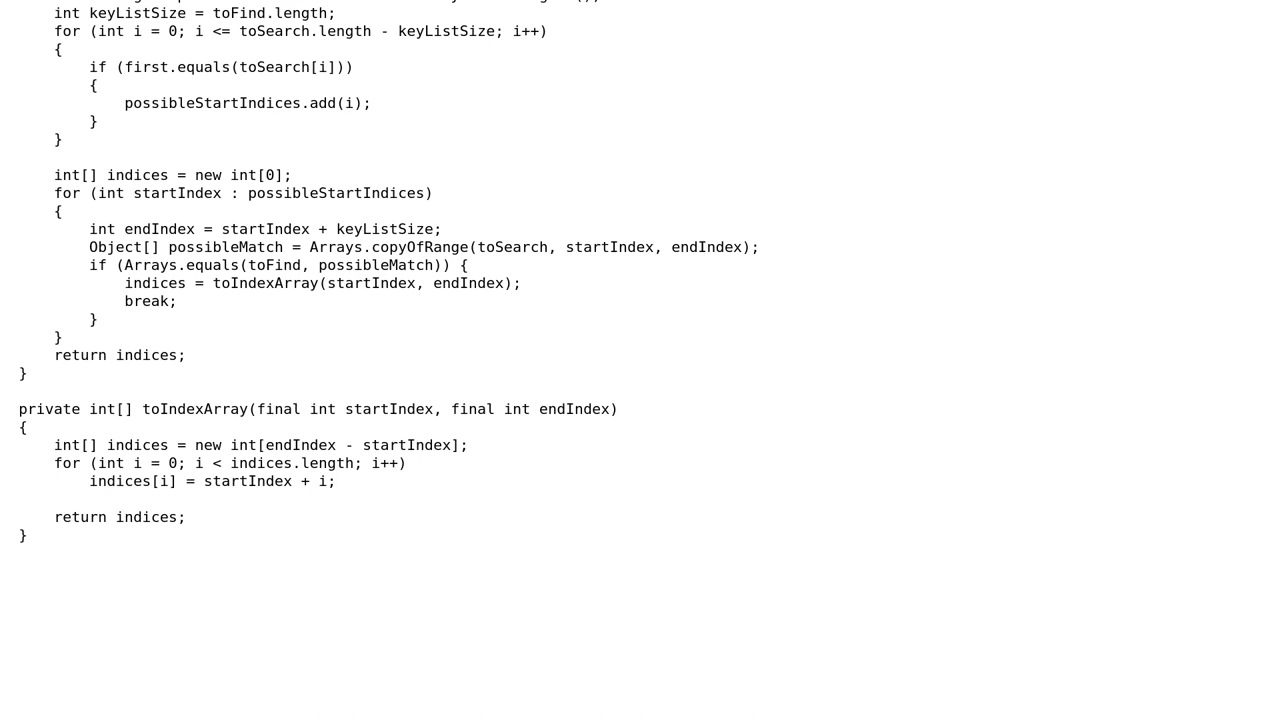 int keyListSize = toFind.length;
    for (int i = 0; i <= toSearch.length - keyListSize; i++)
    {
        if (first.equals(toSearch[i]))
        {
            possibleStartIndices.add(i);
        }
    }

    int[] indices = new int[0];
    for (int startIndex : possibleStartIndices)
    {
        int endIndex = startIndex + keyListSize;
        Object[] possibleMatch = Arrays.copyOfRange(toSearch, startIndex, endIndex);
        if (Arrays.equals(toFind, possibleMatch)) {
            indices = toIndexArray(startIndex, endIndex);
            break;
        }
    }
    return indices;
}

private int[] toIndexArray(final int startIndex, final int endIndex)
{
    int[] indices = new int[endIndex - startIndex];
    for (int i = 0; i < indices.length; i++)
        indices[i] = startIndex + i;

    return indices;
}